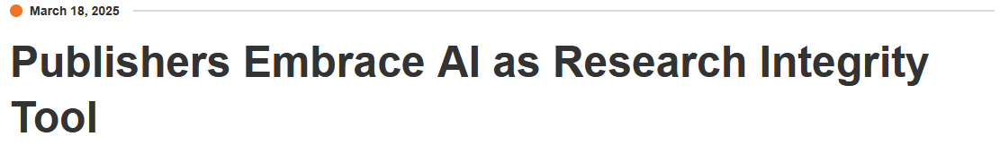 March 18, 2025
Publishers Embrace AI as Research Integrity
Tool